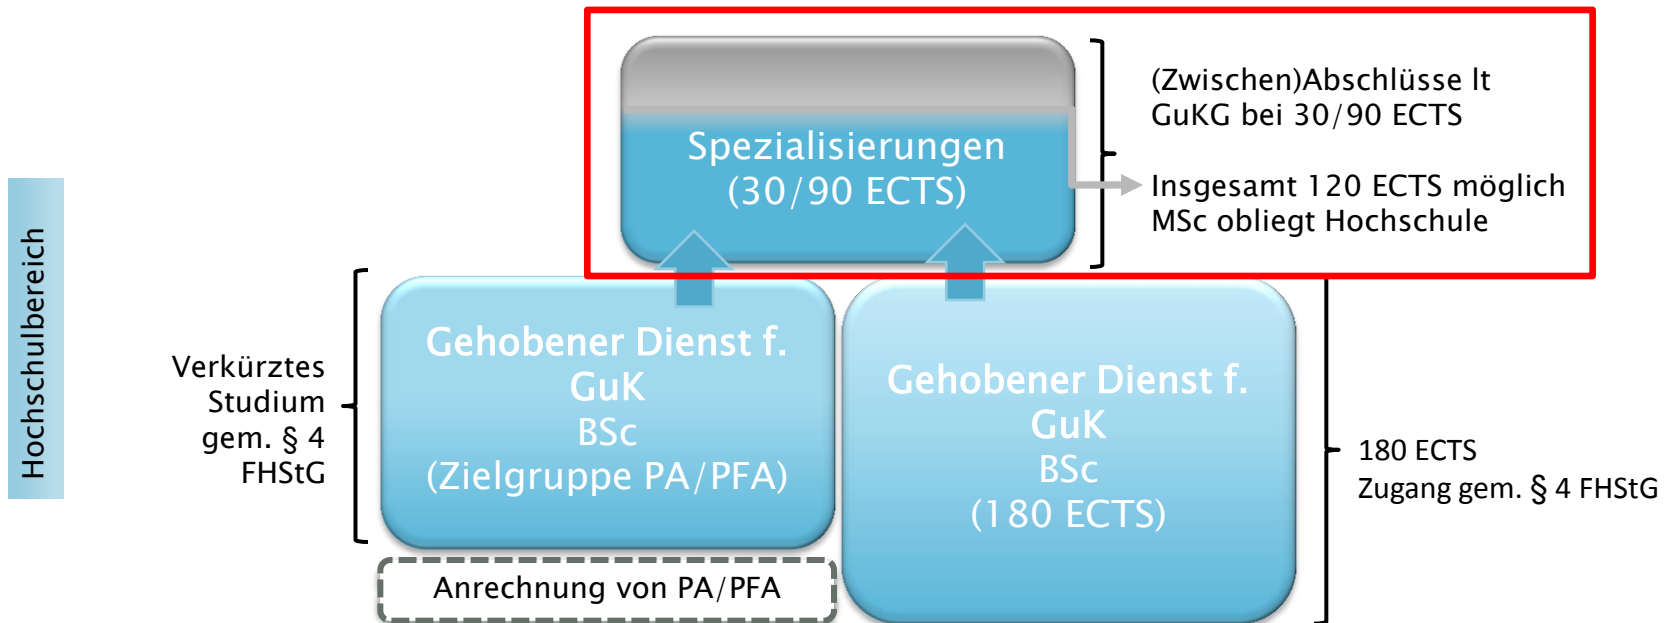 Hochschulbereich
Spezialisierungen
(30/90 ECTS)
(Zwischen)Abschlüsse lt
GuKG bei 30/90 ECTS
Insgesamt 120 ECTS möglich
MSc obliegt Hochschule
Verkürztes
Studium
gem. § 4
FHStG
Gehobener Dienst f.
GuK
BSc
(Zielgruppe PA/PFA)
Anrechnung von PA/PFA
Gehobener Dienst f.
GuK
BSc
(180 ECTS)
180 ECTS
Zugang gem. § 4 FHStG